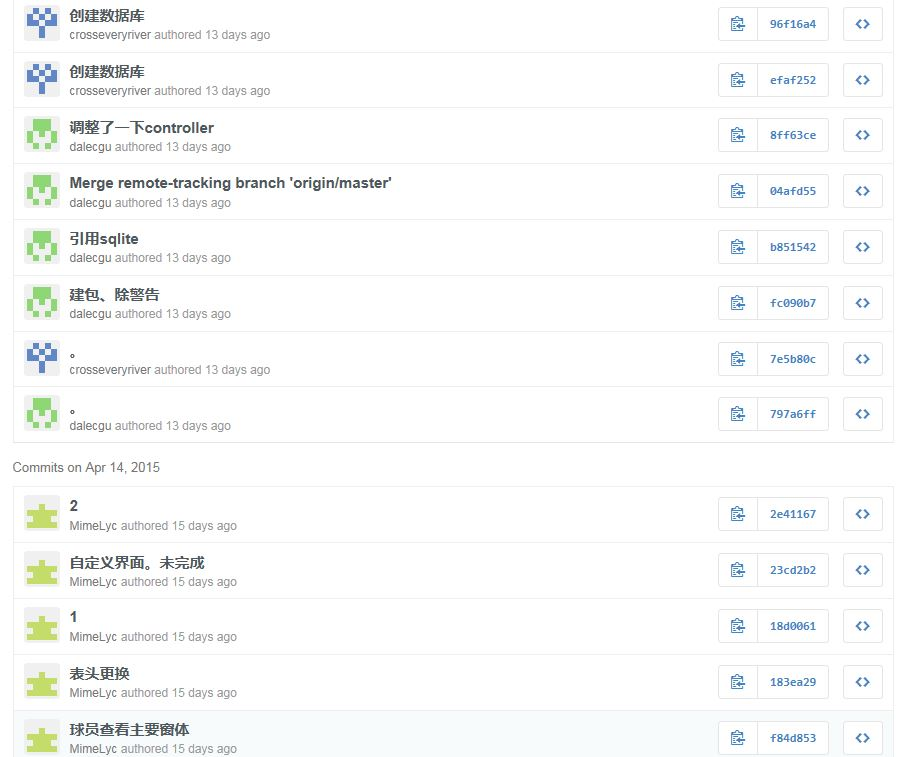 创建数据库
crosseveryriver authored 13 days ago
96f16a4
创建数据库
crosseveryriver authored 13 days ago
efaf252
调整了一下controller
dalecgu authored 13 days ago
8ff63ce
Merge remote-tracking branch 'origin/master'
dalecgu authored 13 days ago
04afd55
引用sqlite
dalecgu authored 13 days ago
b851542
建包、除警告
dalecgu authored 13 days ago
fc090b7
。
crosseveryriver authored 13 days ago
7e5b80c
。
dalecgu authored 13 days ago
797a6ff
Commits on Apr 14, 2015
2
MimeLyc authored 15 days ago
2e41167
自定义界面。未完成
MimeLyc authored 15 days ago
23cd2b2
1
MimeLyc authored 15 days ago
18d0061
表头更换
MimeLyc authored 15 days ago
183ea29
球员查看主要窗体
MimeLyc authored 15 days ago
f84d853